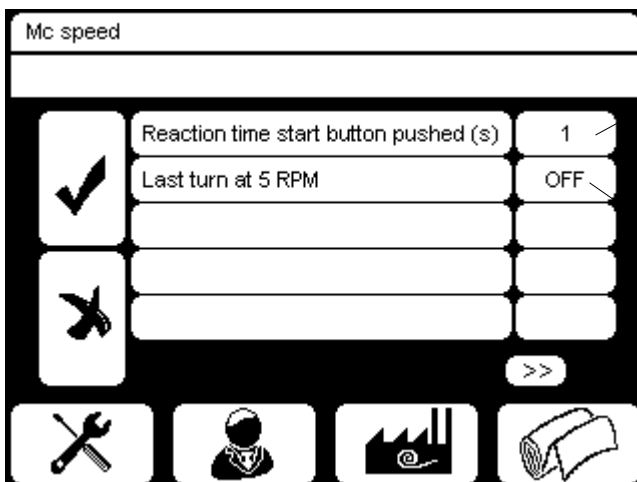 Mc speed
Reaction time start button pushed (s) 1
Last turn at 5 RPM OFF
>>